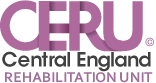 CERU ©
Central England
REHABILITATION UNIT